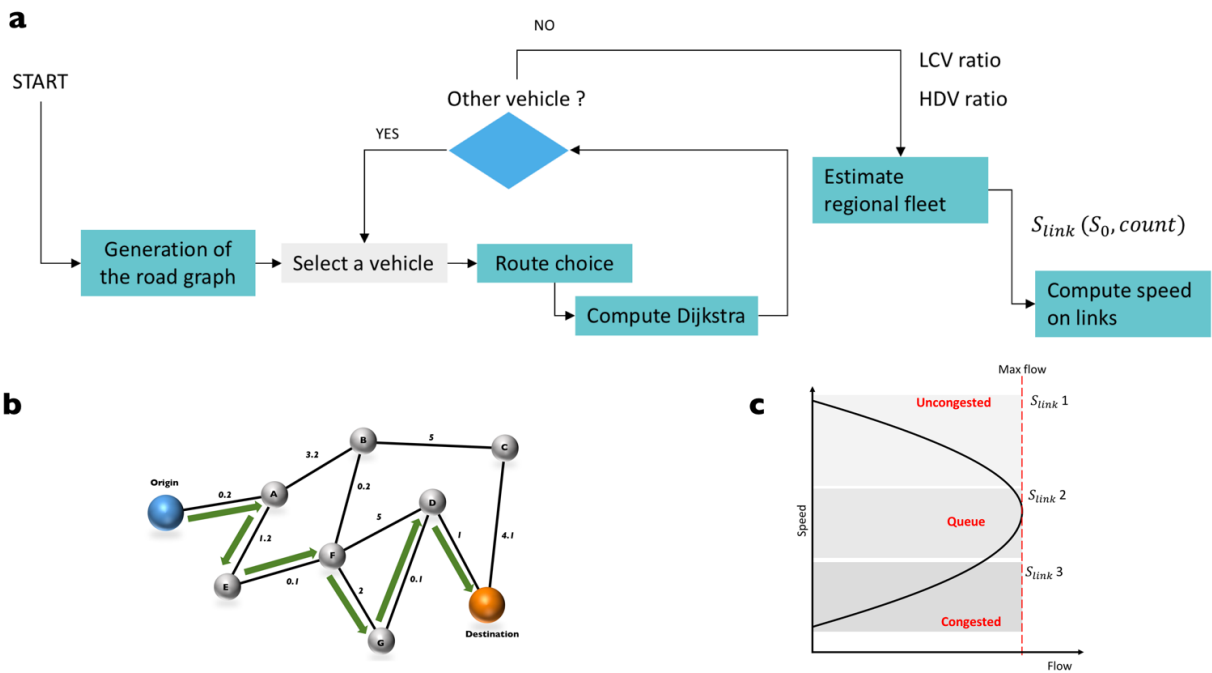 a
START
NO
Other vehicle ?
YES
LCV ratio
HDV ratio
Generation of
the road graph
Select a vehicle
Route choice
Compute Dijkstra
Estimate
regional fleet
S_link (S_0, count)
Compute speed
on links
b
Origin
0.2
A
3.2
B
5
C
1.2
0.2
5
D
1
4.1
E
0.1
F
2
0.1
G
Destination
c
Max flow
Uncongested
S_link 1
Speed
Queue
S_link 2
S_link 3
Congested
Flow